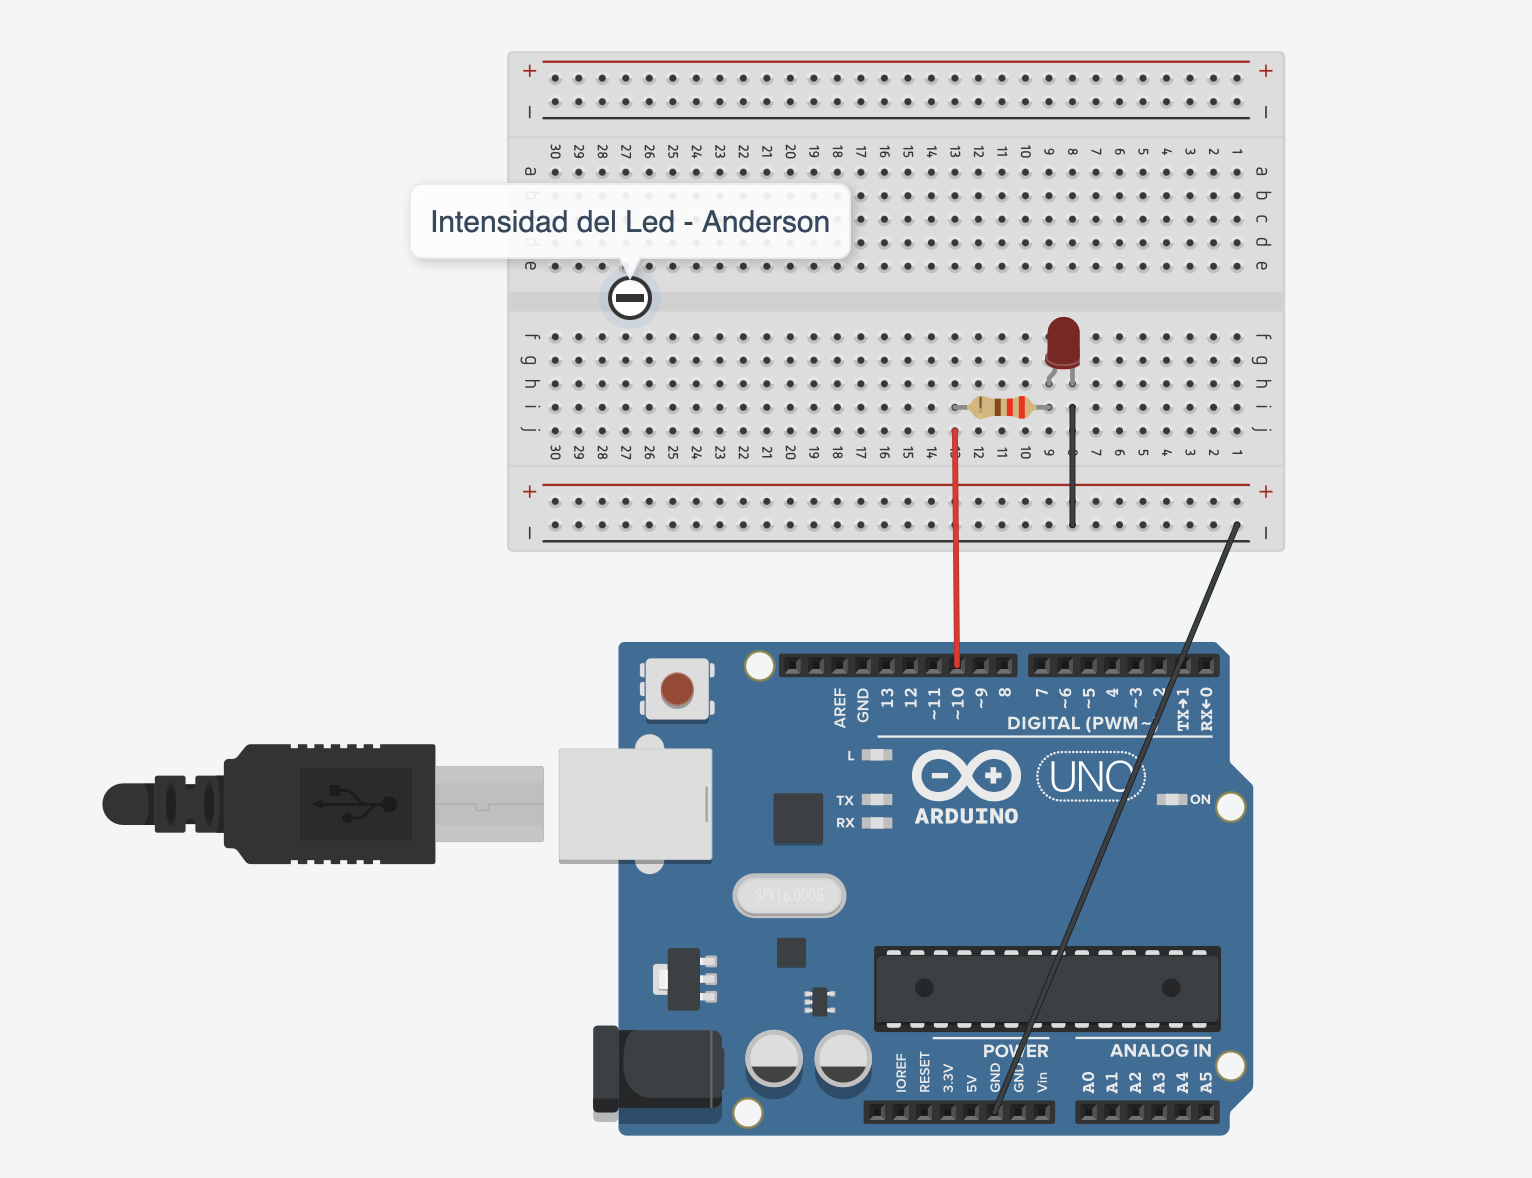 + +
− −
30 29 28 27 26 25 24 23 22 21 20 19 18 17 16 15 14 13 12 11 10 9 8 7 6 5 4 3 2 1
a a
b
Intensidad del Led - Anderson
c
d d
e e
f f
g g
h h
i i
j j
30 29 28 27 26 25 24 23 22 21 20 19 18 17 16 15 14 12 11 10 9 7 6 5 4 3 2 1
+ +
− −
AREF GND 13 12 ~11 ~10 ~9 8 7 ~6 ~5 4 ~3 2 TX→1 RX←0
DIGITAL (PWM~
L
UNO
TX ON
RX ARDUINO
SPK16.000G
POWER ANALOG IN
IOREF RESET 3.3V 5V GND GND Vin A0 A1 A2 A3 A4 A5